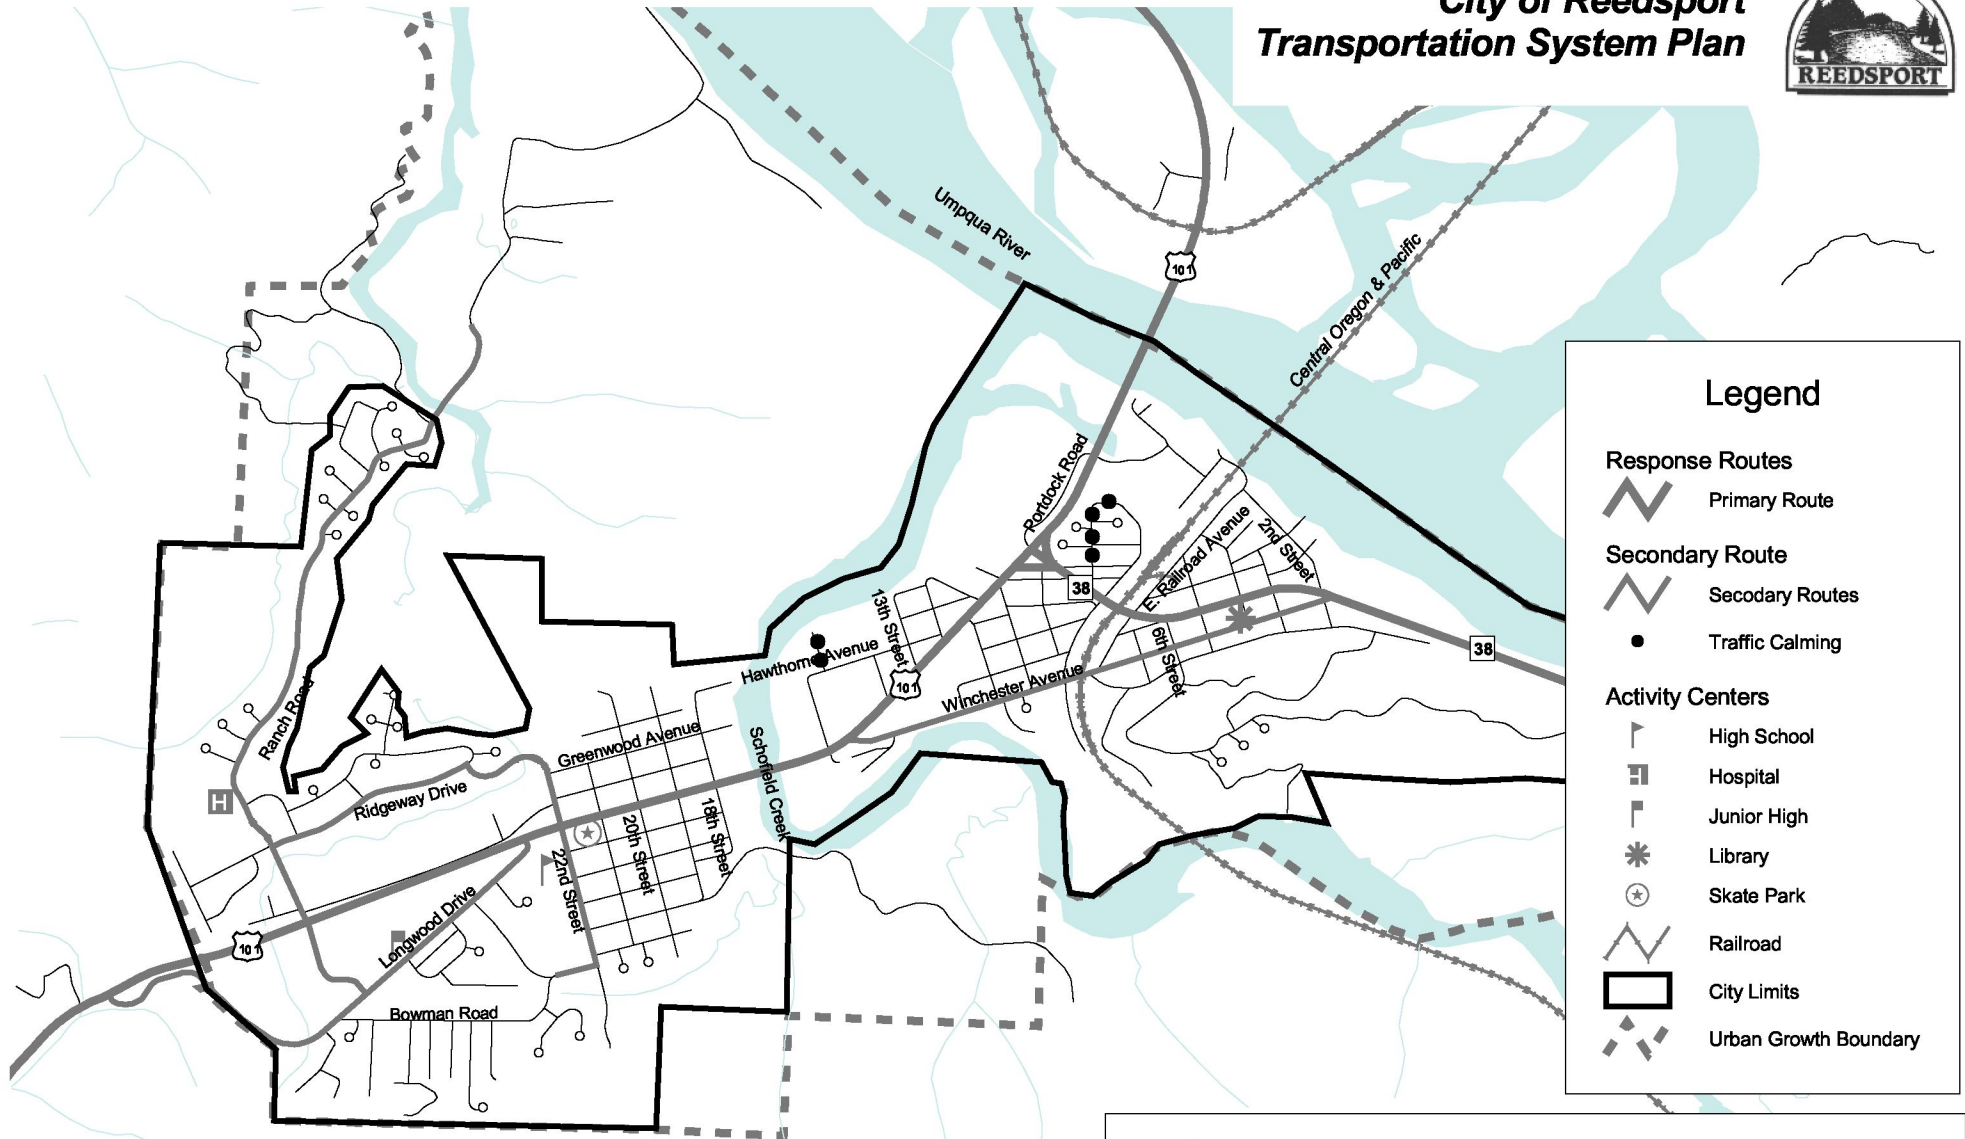 City of Reedsport
Transportation System Plan
REEDSPORT
Umpqua River
101
Central Oregon & Pacific
Legend
Response Routes
Primary Route
Secondary Route
Secodary Routes
Traffic Calming
Activity Centers
High School
H
Hospital
Junior High
Library
Skate Park
Railroad
City Limits
Urban Growth Boundary
Portdock Road
E. Railroad Avenue
2nd Street
38
13th Street
6th Street
38
Hawthorne Avenue
101
Winchester Avenue
Ranch Road
Greenwood Avenue
Schofield Creek
H
Ridgeway Drive
20th Street
18th Street
22nd Street
Longwood Drive
101
Bowman Road